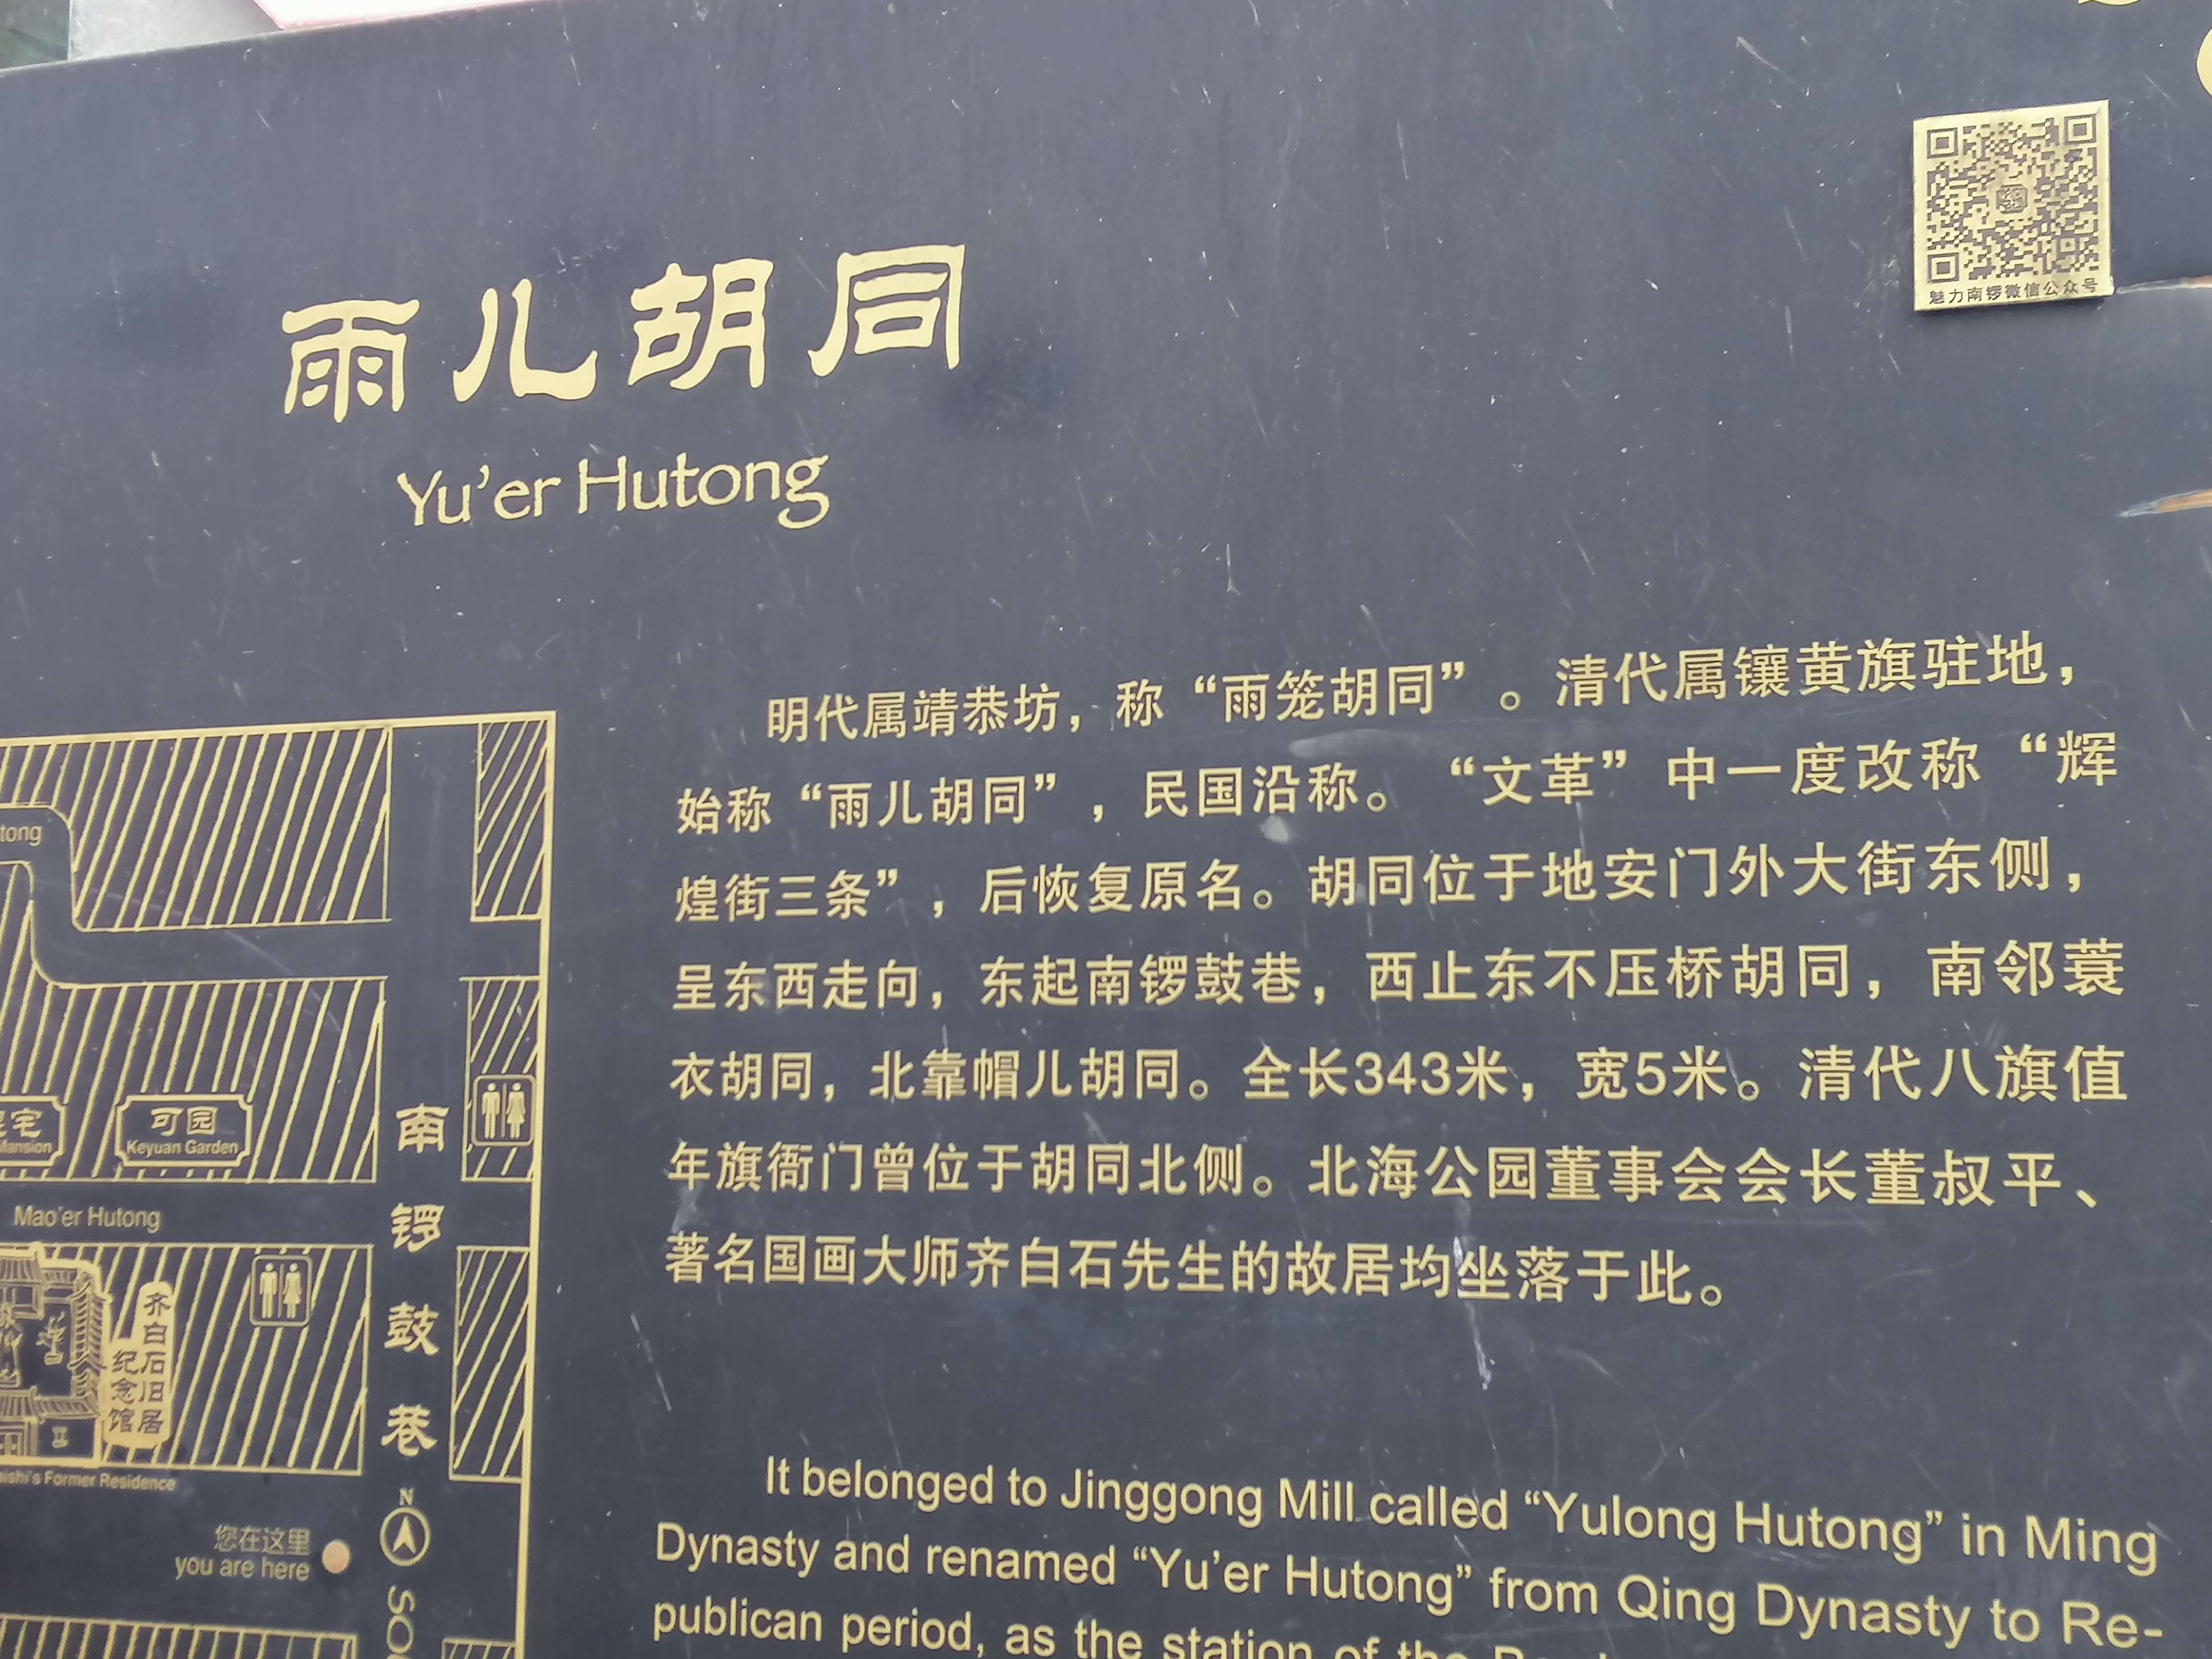 魅力南锣微信公众号
雨儿胡同
Yu'er Hutong
明代属靖恭坊，称“雨笼胡同”。清代属镶黄旗驻地，
始称“雨儿胡同”，民国沿称。“文革”中一度改称“辉
煌街三条”，后恢复原名。胡同位于地安门外大街东侧，
呈东西走向，东起南锣鼓巷，西止东不压桥胡同，南邻蓑
衣胡同，北靠帽儿胡同。全长343米，宽5米。清代八旗值
年旗衙门曾位于胡同北侧。北海公园董事会会长董叔平、
著名国画大师齐白石先生的故居均坐落于此。
It belonged to Jinggong Mill called “Yulong Hutong” in Ming
Dynasty and renamed “Yu’er Hutong” from Qing Dynasty to Re-
publican period, as the station of the
tong
宅
Mansion
可园
Keyuan Garden
Mao'er Hutong
南锣鼓巷
齐白石旧居
纪念馆
Former Residence
N
您在这里
you are here